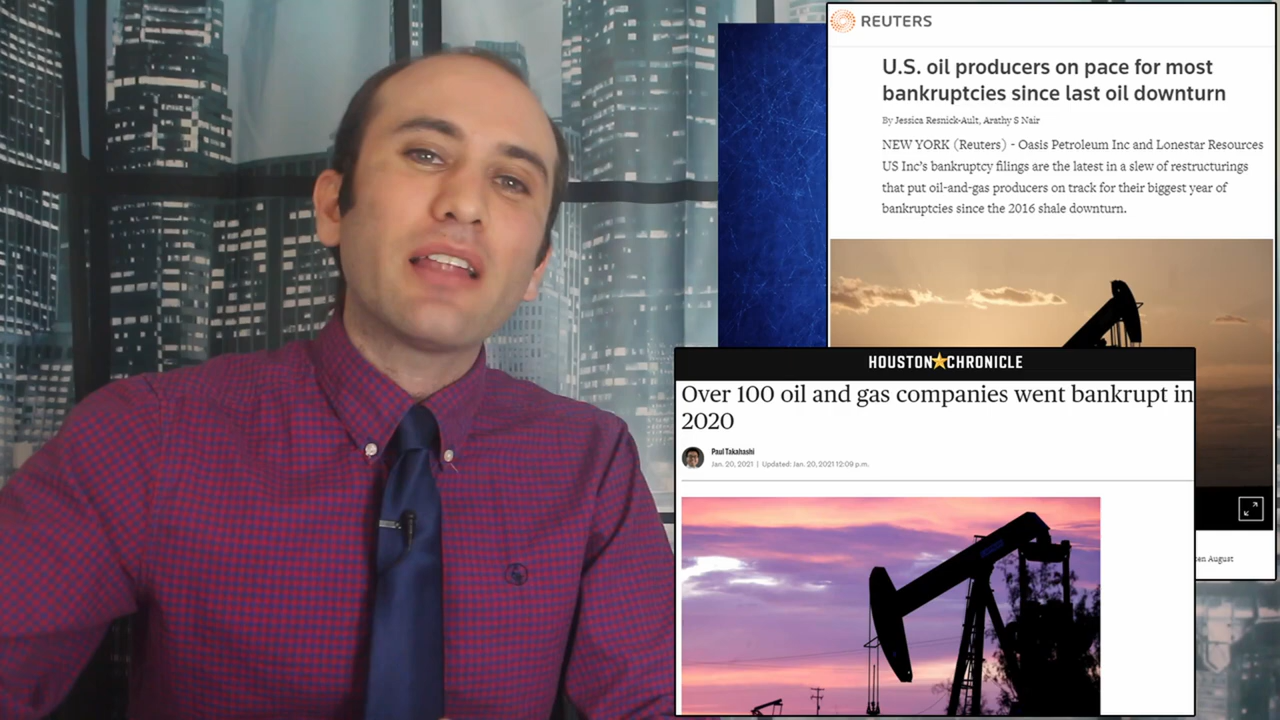 REUTERS
U.S. oil producers on pace for most
bankruptcies since last oil downturn
By Jessica Resnick-Ault, Arathy S Nair
NEW YORK (Reuters) - Oasis Petroleum Inc and Lonestar Resources
US Inc's bankruptcy filings are the latest in a slew of restructurings
that put oil-and-gas producers on track for their biggest year of
bankruptcies since the 2016 shale downturn.
HOUSTON CHRONICLE
Over 100 oil and gas companies went bankrupt in
2020
Paul Takahashi
Jan. 20, 2021 | Updated: Jan. 20, 2021 12:09 p.m.
August